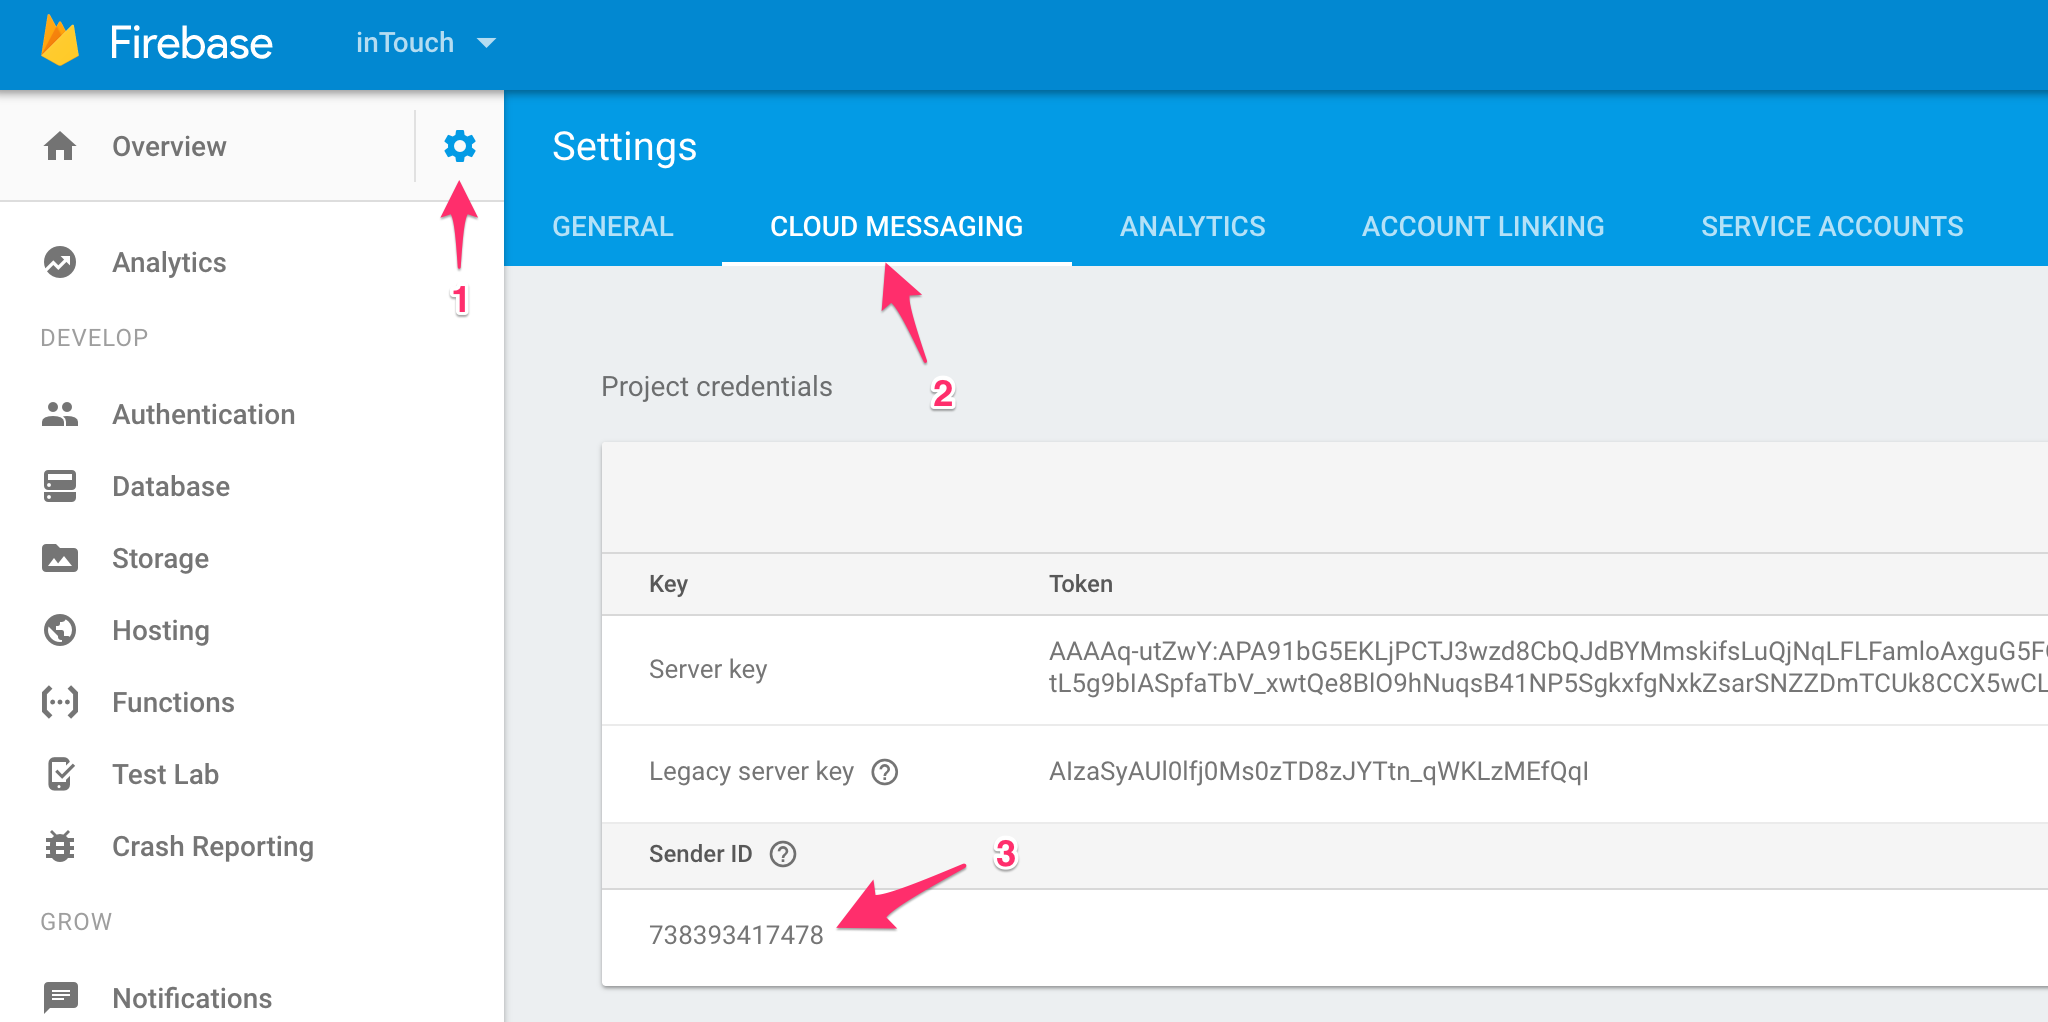 Firebase
inTouch
Overview
1
Analytics
DEVELOP
Authentication
Database
Storage
Hosting
Functions
Test Lab
Crash Reporting
GROW
Notifications
Settings
GENERAL CLOUD MESSAGING ANALYTICS ACCOUNT LINKING SERVICE ACCOUNTS
2
Project credentials
Key Token
Server key
AAAAq-utZwY:APA91bG5EKLjPCTJ3wzd8CbQJdBYMmskifsLuQjNqLFLFamloAxguG5F
tL5g9bIASpfaTbV_xwtQe8BlO9hNuqsB41NP5SgkxfgNxkZsarSNZZDmTCUk8CCX5wCL
Legacy server key ? AIzaSyAUl0lfj0Ms0zTD8zJYTtn_qWKLzMEfQqI
Sender ID ?
3
738393417478